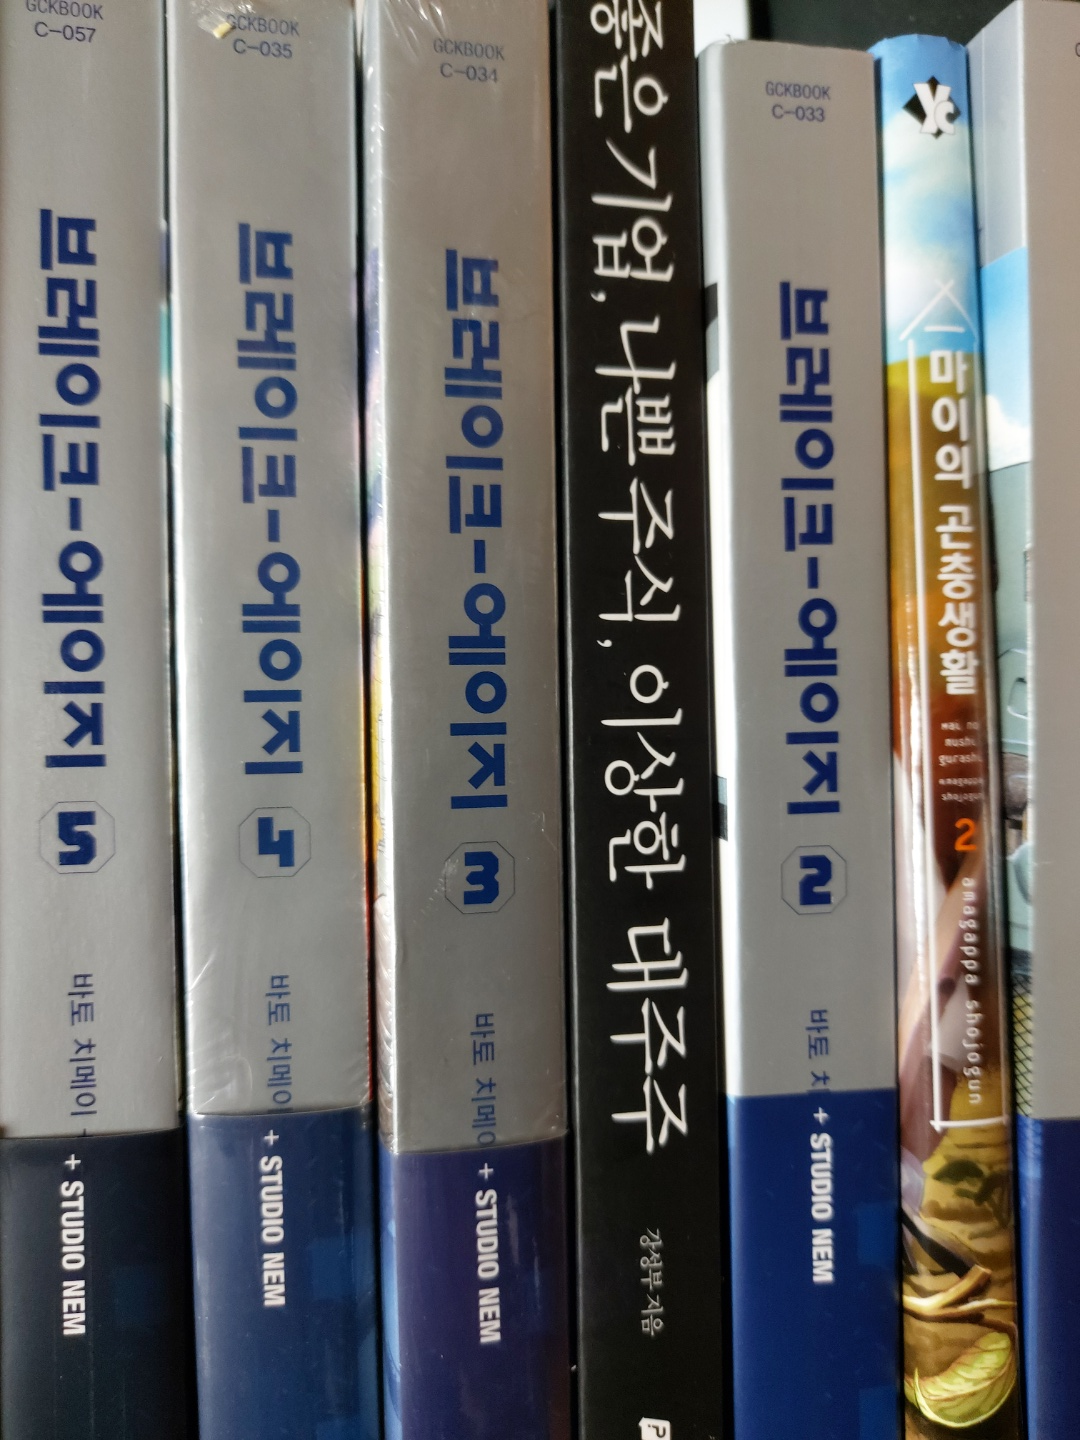 GCKBOOK
C-057
브레이크-에이지
5
바토 치메이
+ STUDIO NEM
GCKBOOK
C-035
브레이크-에이지
4
바토 치메이
+ STUDIO NEM
GCKBOOK
C-034
브레이크-에이지
3
바토 치메이
+ STUDIO NEM
좋은 기업, 나쁜 주식, 이상한 대주주
강성부 지음
P
GCKBOOK
C-033
브레이크-에이지
2
바토 치
+ STUDIO NEM
YC
마이의 곤충생활
mai no
mushi
gurashi
2
amagappa shojogun